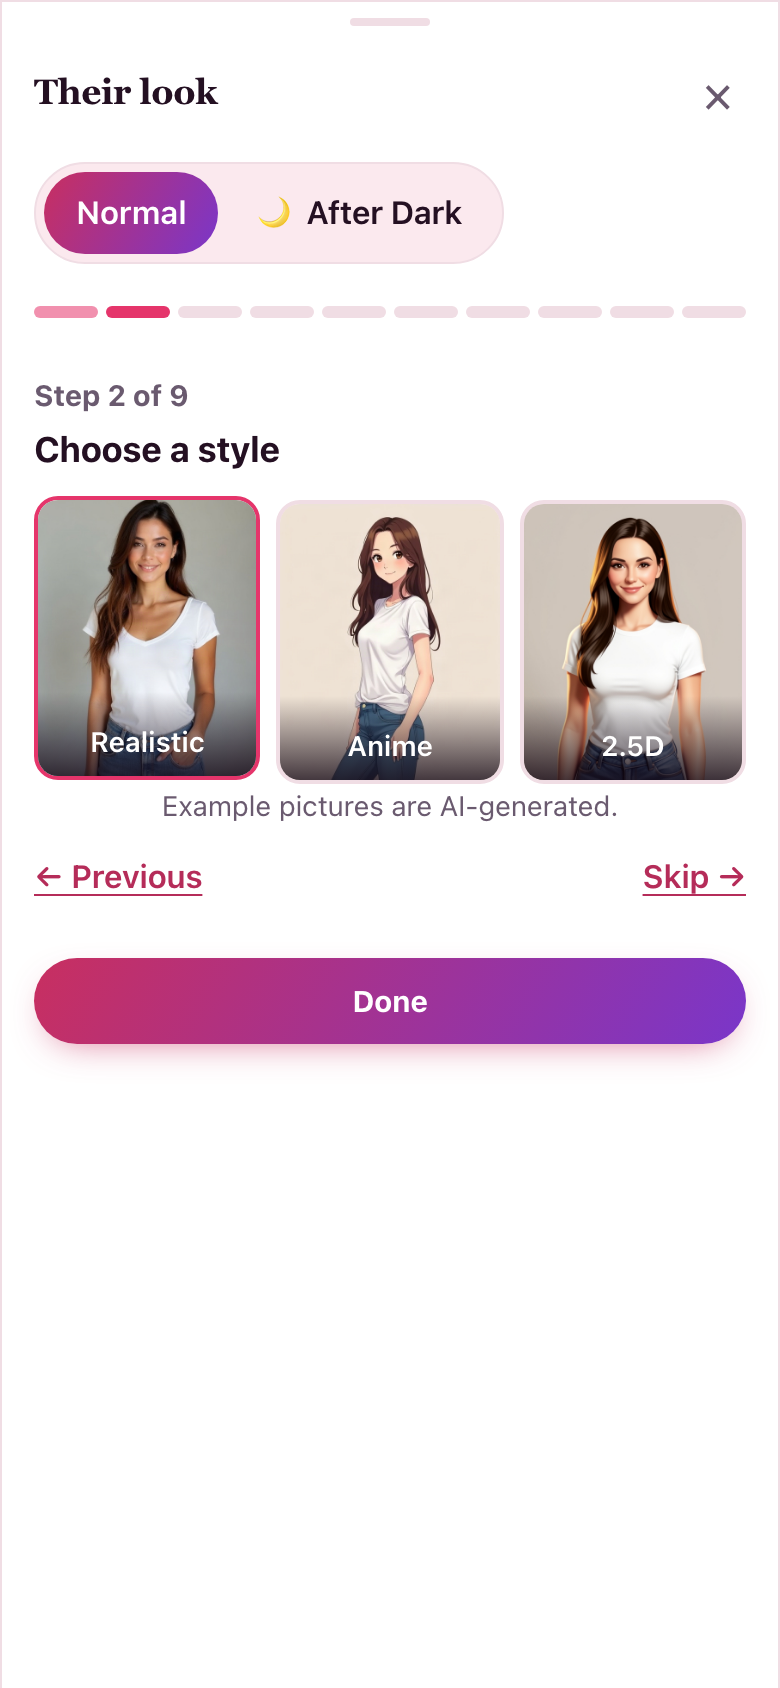 Their look
Normal
🌙 After Dark
Step 2 of 9
Choose a style
Realistic
Anime
2.5D
Example pictures are AI-generated.
← Previous
Skip →
Done